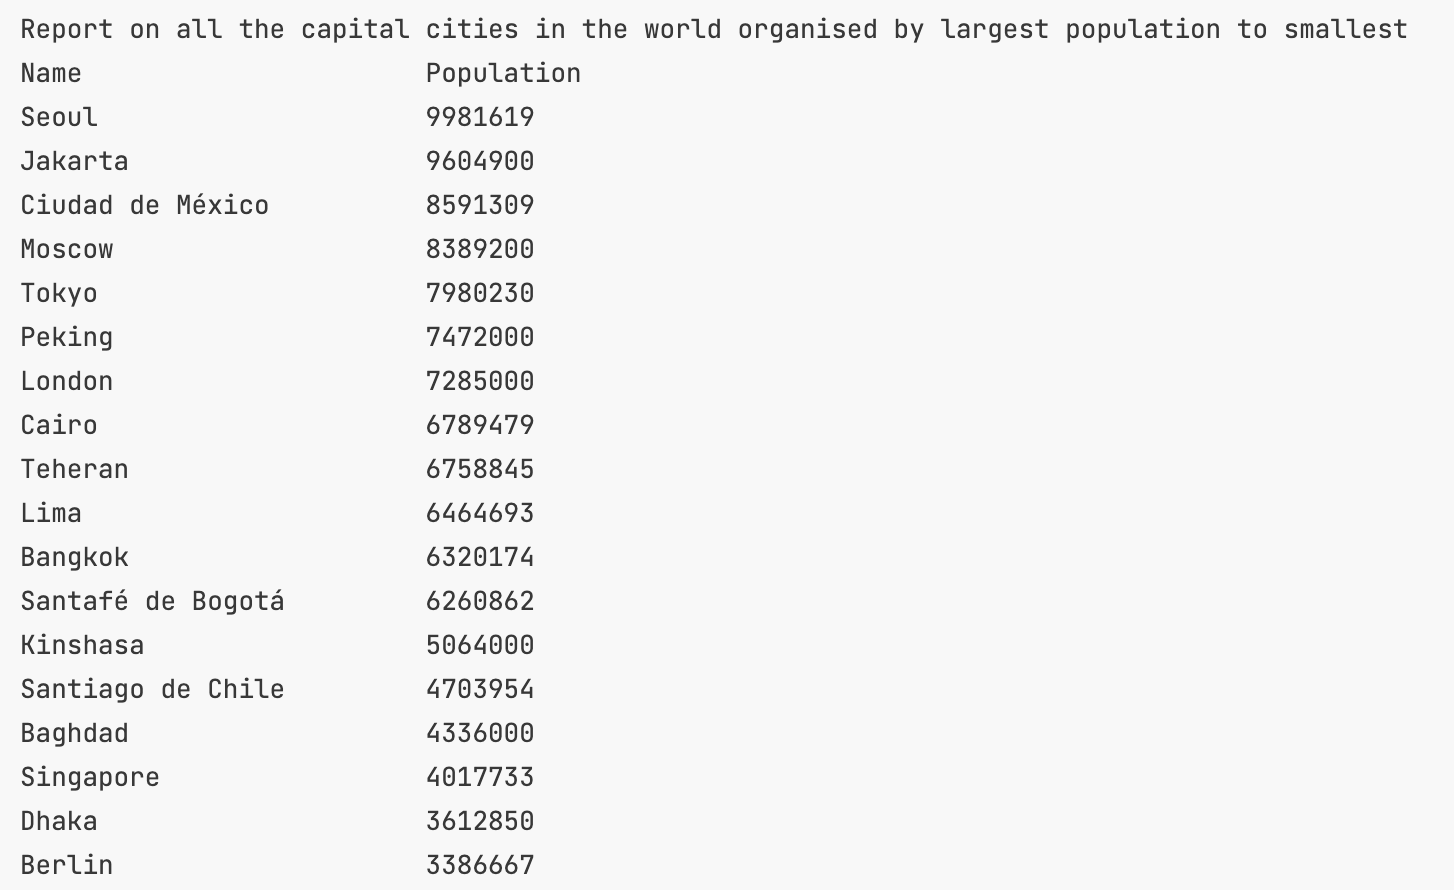 Report on all the capital cities in the world organised by largest population to smallest
Name Population
Seoul 9981619
Jakarta 9604900
Ciudad de México 8591309
Moscow 8389200
Tokyo 7980230
Peking 7472000
London 7285000
Cairo 6789479
Teheran 6758845
Lima 6464693
Bangkok 6320174
Santafé de Bogotá 6260862
Kinshasa 5064000
Santiago de Chile 4703954
Baghdad 4336000
Singapore 4017733
Dhaka 3612850
Berlin 3386667